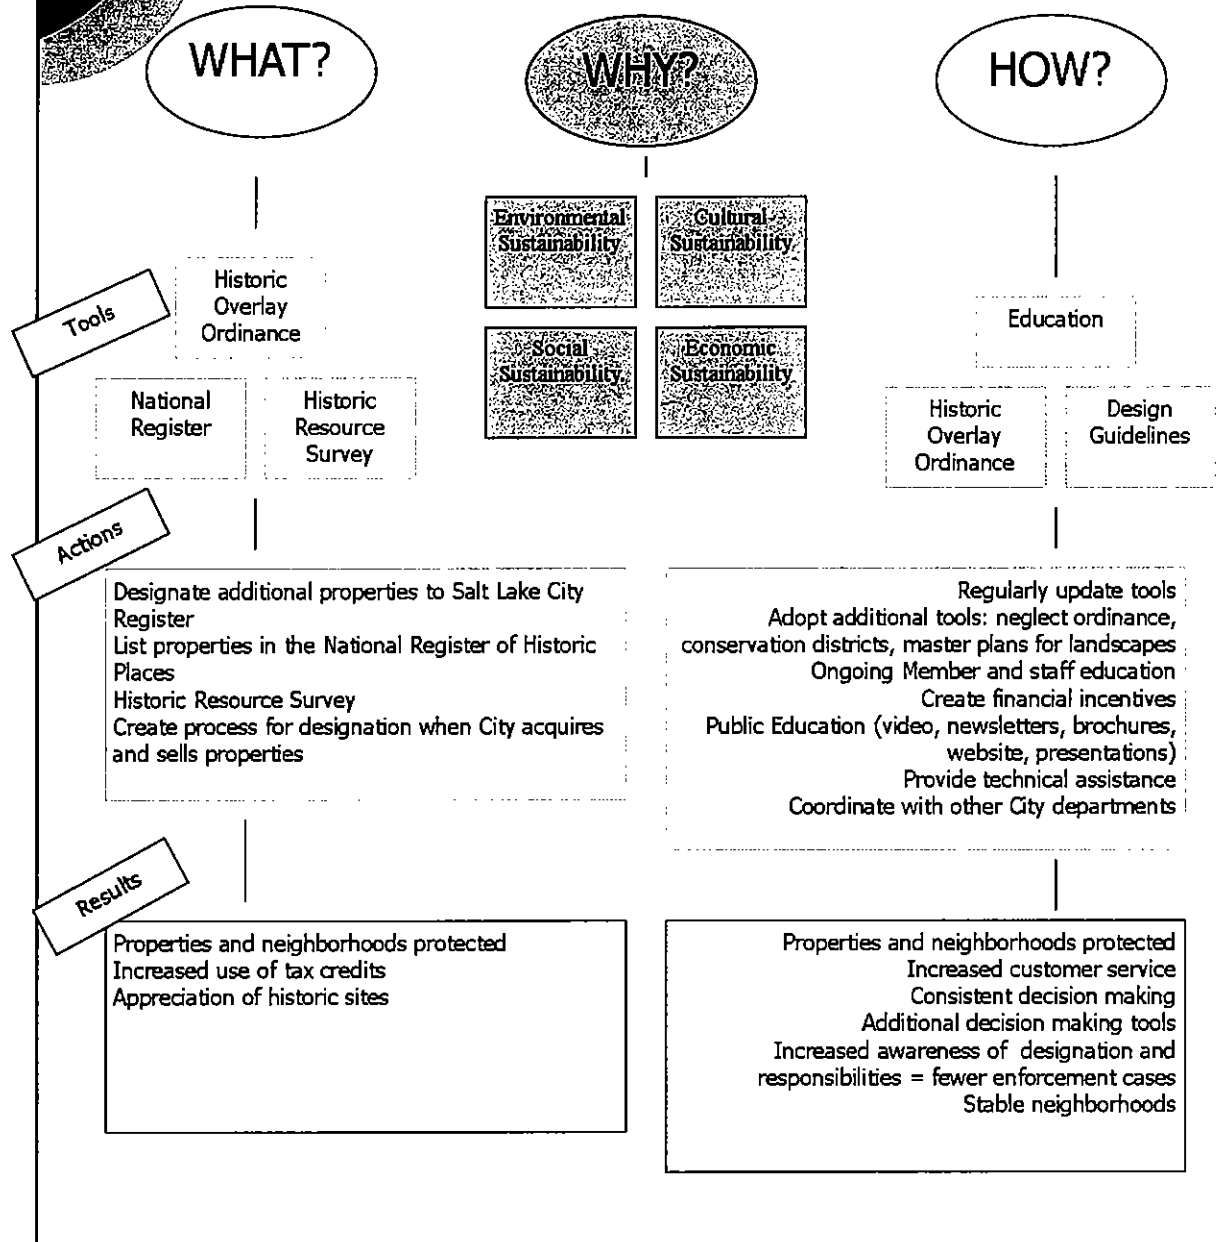 WHAT?
WHY?
HOW?
Environmental
Sustainability
Cultural
Sustainability
Social
Sustainability
Economic
Sustainability
Tools
Historic
Overlay
Ordinance
National
Register
Historic
Resource
Survey
Education
Historic
Overlay
Ordinance
Design
Guidelines
Actions
Designate additional properties to Salt Lake City
Register
List properties in the National Register of Historic
Places
Historic Resource Survey
Create process for designation when City acquires
and sells properties
Regularly update tools
Adopt additional tools: neglect ordinance,
conservation districts, master plans for landscapes
Ongoing Member and staff education
Create financial incentives
Public Education (video, newsletters, brochures,
website, presentations)
Provide technical assistance
Coordinate with other City departments
Results
Properties and neighborhoods protected
Increased use of tax credits
Appreciation of historic sites
Properties and neighborhoods protected
Increased customer service
Consistent decision making
Additional decision making tools
Increased awareness of designation and
responsibilities = fewer enforcement cases
Stable neighborhoods